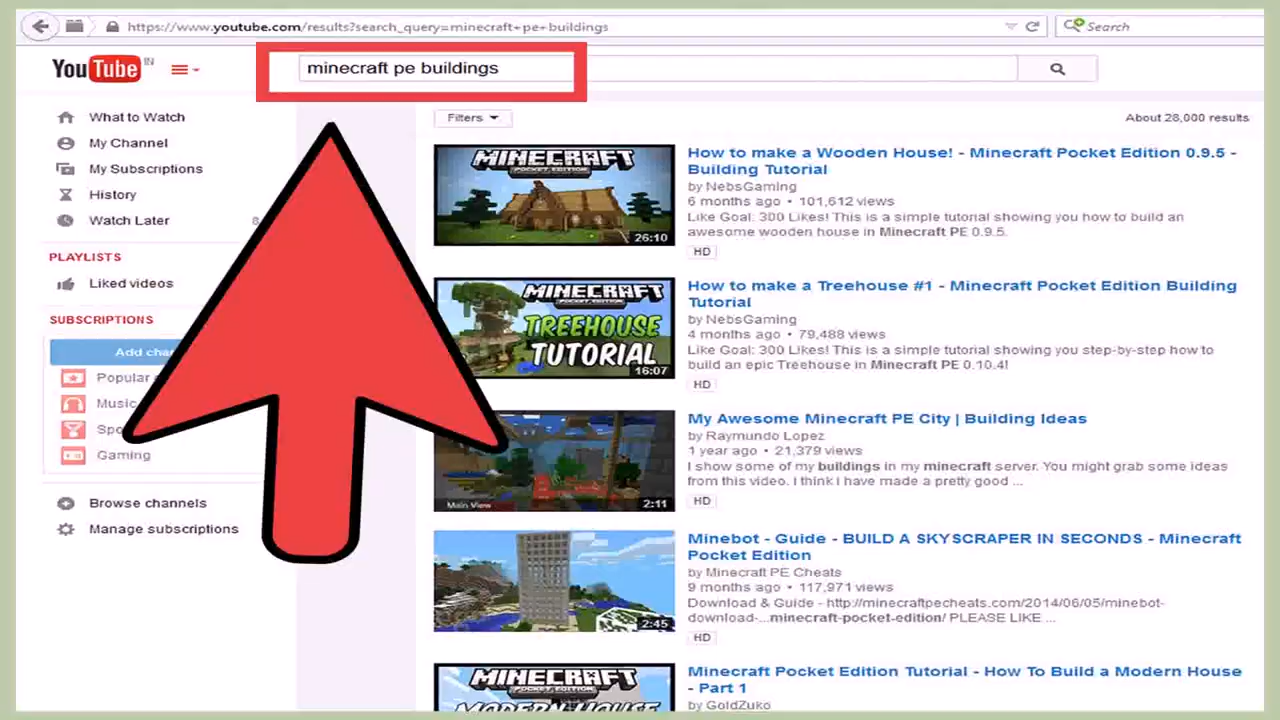 https://www.youtube.com/results?search_query=minecraft+pe+buildings
Search
YouTube IN
minecraft pe buildings
What to Watch
My Channel
My Subscriptions
History
Watch Later
PLAYLISTS
Liked videos
SUBSCRIPTIONS
Add
Popular
Music
Gaming
Browse channels
Manage subscriptions
Filters
About 28,000 results
MINECRAFT
POCKET EDITION
26:10
How to make a Wooden House! - Minecraft Pocket Edition 0.9.5 -
Building Tutorial
by NebsGaming
6 months ago • 101,612 views
Like Goal: 300 Likes! This is a simple tutorial showing you how to build an
awesome wooden house in Minecraft PE 0.9.5.
HD
MINECRAFT
POCKET EDITION
TREEHOUSE
TUTORIAL
16:07
How to make a Treehouse #1 - Minecraft Pocket Edition Building
Tutorial
by NebsGaming
4 months ago • 79,488 views
Like Goal: 300 Likes! This is a simple tutorial showing you step-by-step how to
build an epic Treehouse in Minecraft PE 0.10.4!
HD
Main View
2:11
My Awesome Minecraft PE City | Building Ideas
by Raymundo Lopez
1 year ago • 21,379 views
I show some of my buildings in my minecraft server. You might grab some ideas
from this video. I think i have made a pretty good ...
HD
2:45
Minebot - Guide - BUILD A SKYSCRAPER IN SECONDS - Minecraft
Pocket Edition
by Minecraft PE Cheats
9 months ago • 117,971 views
Download & Guide - http://minecraftpecheats.com/2014/06/05/minebot-
download-...minecraft-pocket-edition/ PLEASE LIKE ...
HD
MINECRAFT
POCKET EDITION
MODERN HOUSE
Minecraft Pocket Edition Tutorial - How To Build a Modern House
- Part 1
by GoldZuko